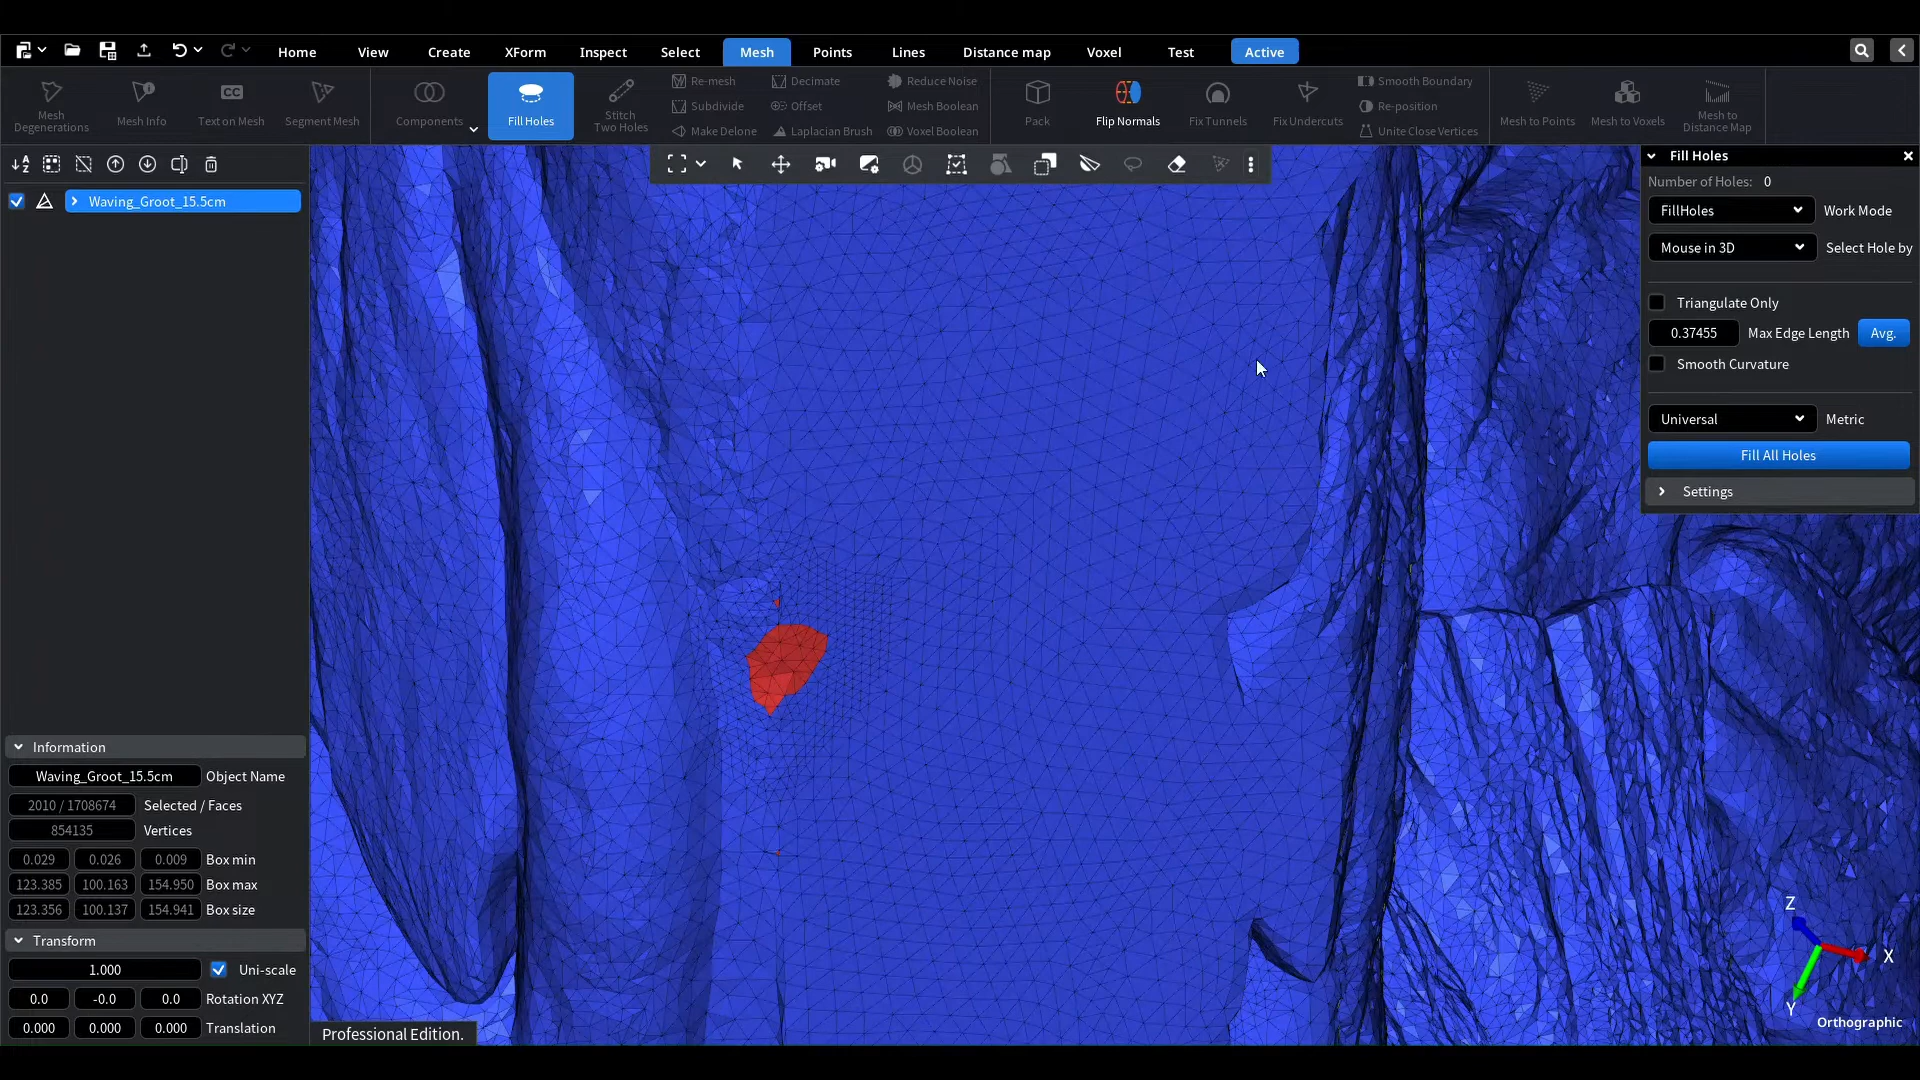 Home View Create XForm Inspect Select Mesh Points Lines Distance map Voxel Test Active
Mesh Degenerations
Mesh Info
CC
Text on Mesh
Segment Mesh
Components
Fill Holes
Stitch Two Holes
Re-mesh
Subdivide
Make Delone
Decimate
Offset
Laplacian Brush
Reduce Noise
Mesh Boolean
Voxel Boolean
Pack
Flip Normals
Fix Tunnels
Fix Undercuts
Smooth Boundary
Re-position
Unite Close Vertices
Mesh to Points
Mesh to Voxels
Mesh to Distance Map
Waving_Groot_15.5cm
Information
Waving_Groot_15.5cm Object Name
2010 / 1708674 Selected / Faces
854135 Vertices
0.029 0.026 0.009 Box min
123.385 100.163 154.950 Box max
123.356 100.137 154.941 Box size
Transform
1.000 Uni-scale
0.0 -0.0 0.0 Rotation XYZ
0.000 0.000 0.000 Translation
Professional Edition.
Fill Holes
Number of Holes: 0
FillHoles Work Mode
Mouse in 3D Select Hole by
Triangulate Only
0.37455 Max Edge Length Avg.
Smooth Curvature
Universal Metric
Fill All Holes
Settings
Z
X
Y
Orthographic